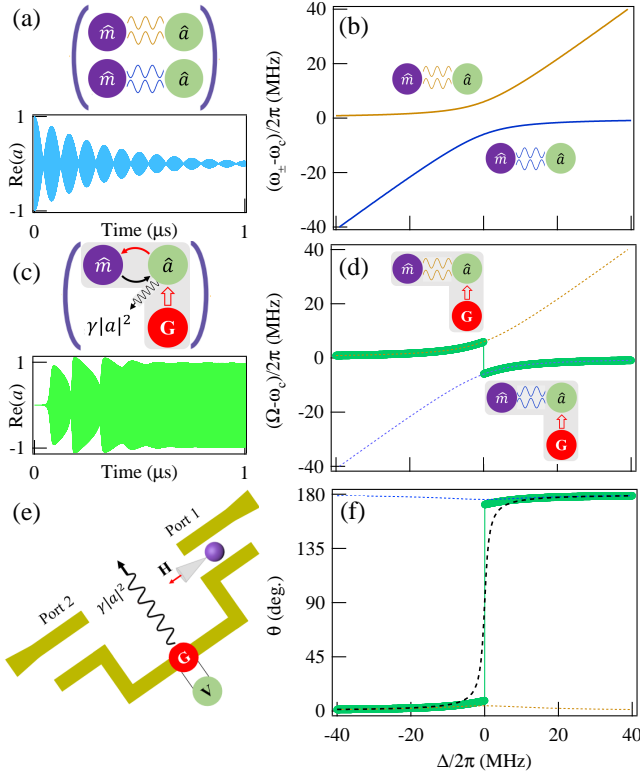 (a)
m̂ â
m̂ â
1
Re(a)
-1
0 Time (μs) 1
(b)
40
20
0
-20
-40
(ω±-ωc)/2π (MHz)
m̂ â
m̂ â
(c)
m̂ â
γ|a|²
G
1
Re(a)
-1
0 Time (μs) 1
(d)
40
20
0
-20
-40
(Ω-ωc)/2π (MHz)
m̂ â
G
m̂ â
G
(e)
Port 1
H
Port 2
γ|a|²
G
V
(f)
180
135
90
45
0
θ (deg.)
-40 -20 0 20 40
Δ/2π (MHz)